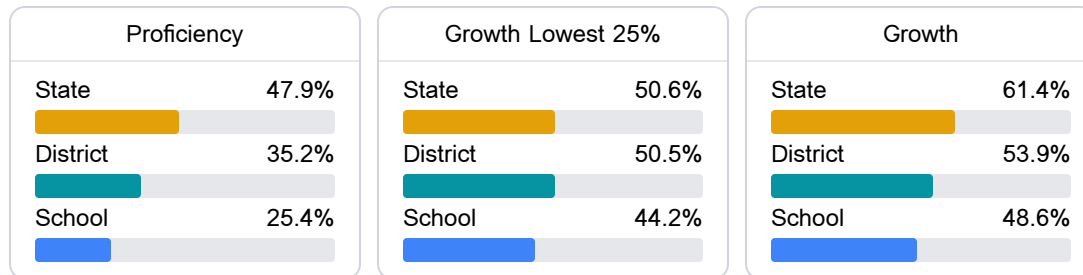 Proficiency
State 47.9%
District 35.2%
School 25.4%
Growth Lowest 25%
State 50.6%
District 50.5%
School 44.2%
Growth
State 61.4%
District 53.9%
School 48.6%